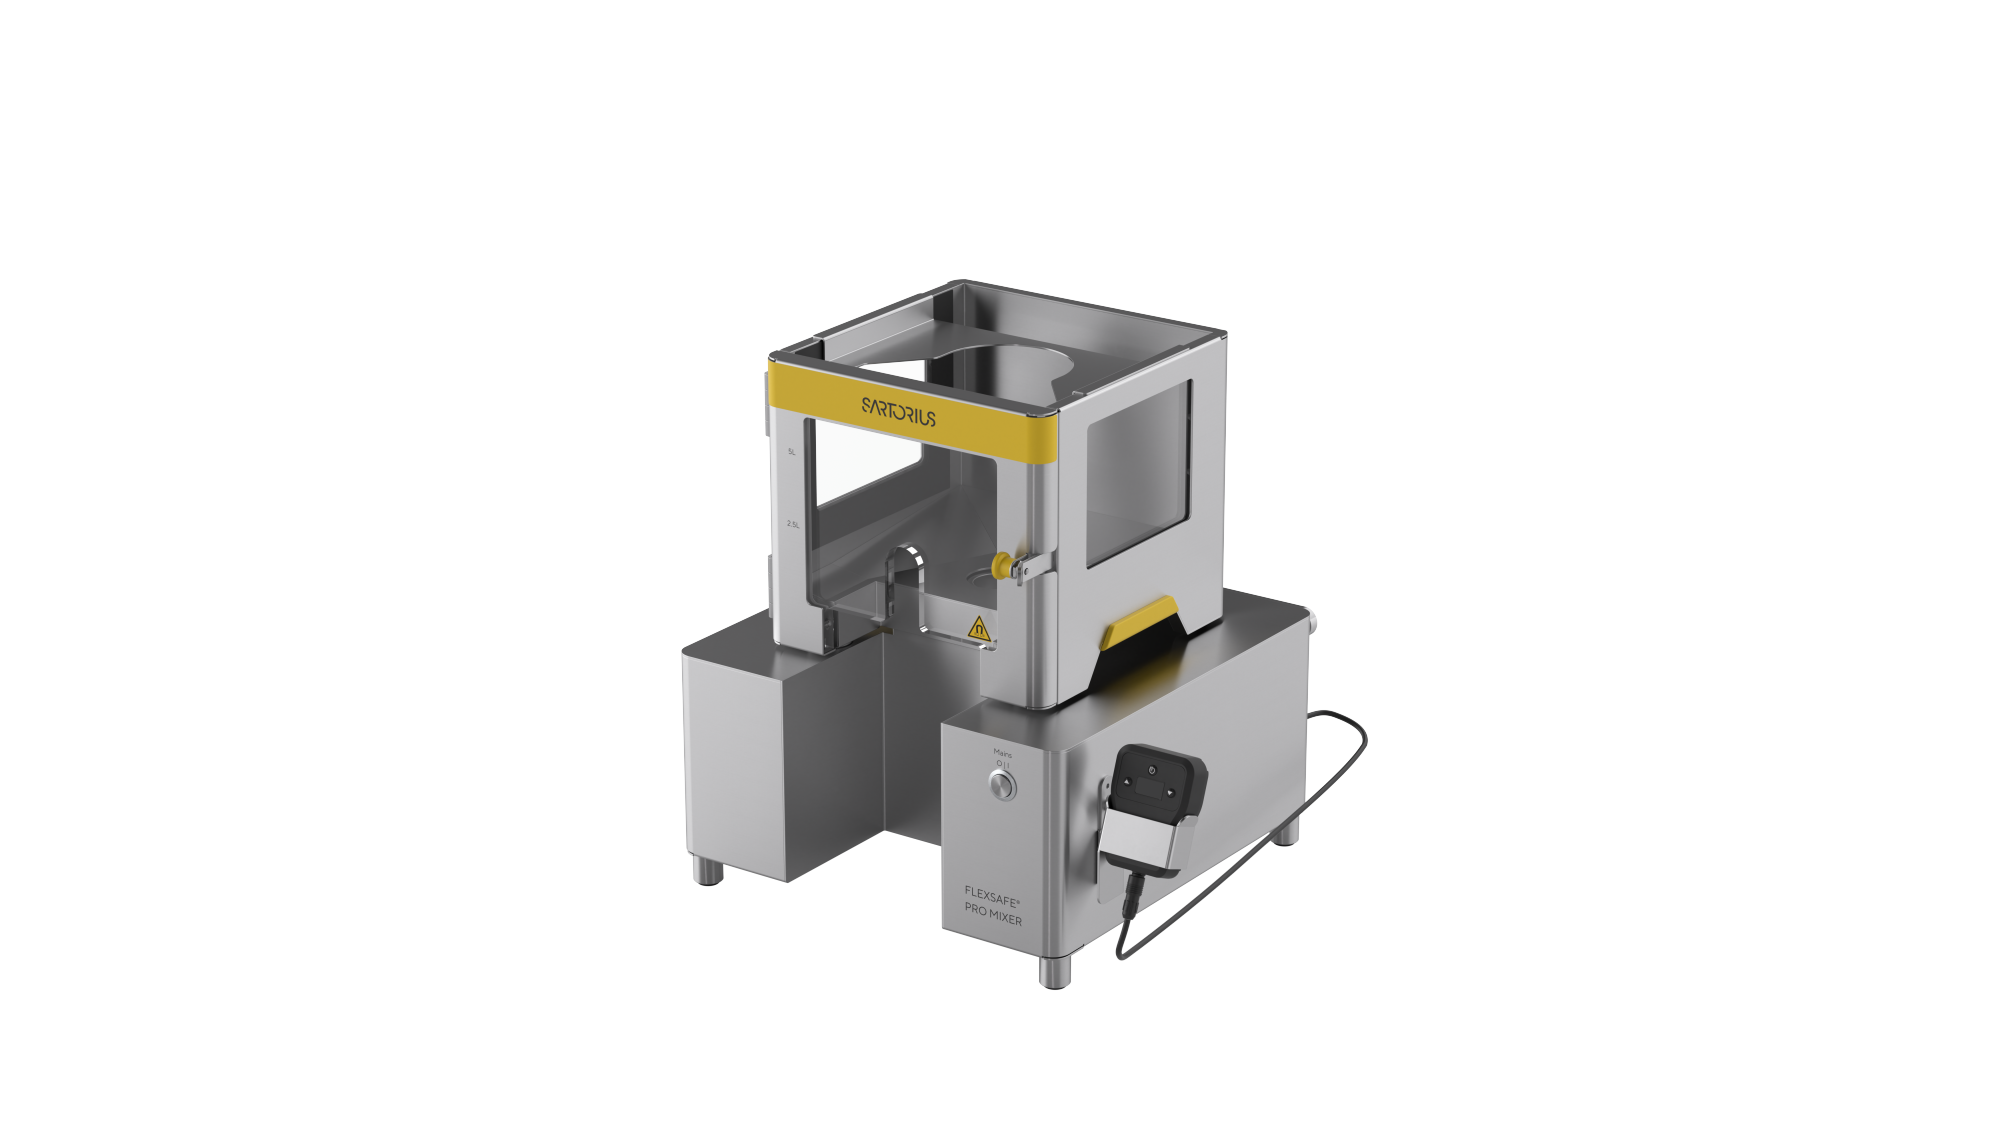 SARTORIUS
5L
2.5L
Mains
O | I
FLEXSAFE®
PRO MIXER